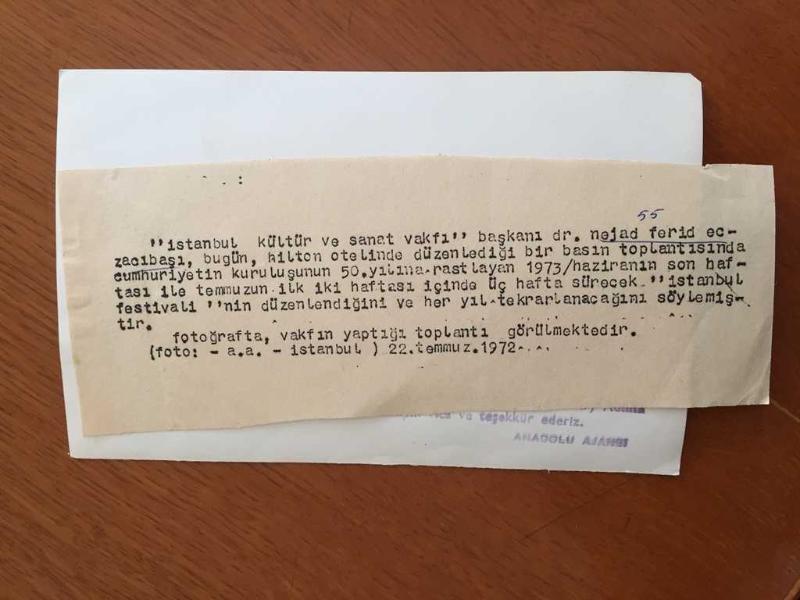 55
"istanbul kültür ve sanat vakfı" başkanı dr. nejad ferid ec-
zacıbaşı, bugün, hilton otelinde düzenlediği bir basın toplantısında
cumhuriyetin kuruluşunun 50.yılına rastlayan 1973/haziranın son haf-
tası ile temmuzun ilk iki haftası içinde üç hafta sürecek "istanbul
festivali "nin düzenlendiğini ve her yıl tekrarlanacağını söylemiş-
tir.
fotoğrafta, vakfın yaptığı toplantı görülmektedir.
(foto: - a.a. - istanbul ) 22.temmuz.1972
ve teşekkür ederiz.
ANADOLU AJANSI